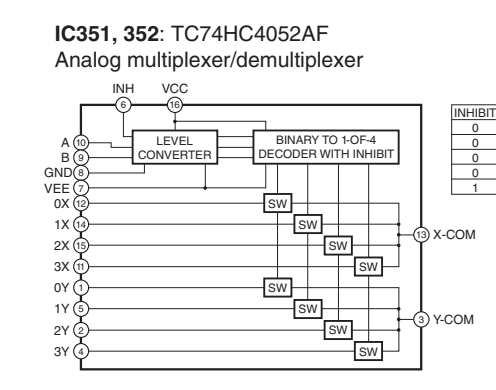 IC351, 352: TC74HC4052AF
Analog multiplexer/demultiplexer
INH VCC
6 16
INHIBIT
0
0
0
0
1
LEVEL CONVERTER
BINARY TO 1-OF-4 DECODER WITH INHIBIT
A 10
B 9
GND 8
VEE 7
0X 12 SW
1X 14 SW
2X 15 SW
13 X-COM
3X 11 SW
0Y 1 SW
1Y 5 SW
3 Y-COM
2Y 2 SW
3Y 4 SW